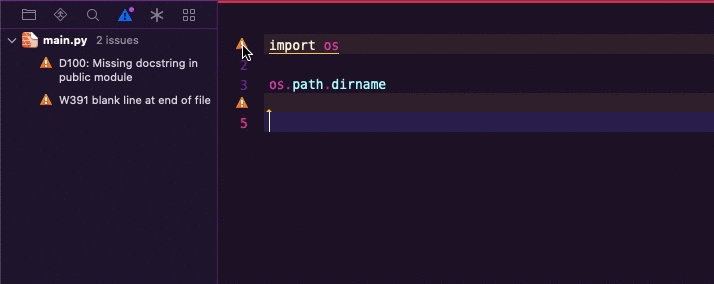 main.py 2 issues
D100: Missing docstring in
public module
W391 blank line at end of file
import os
2
3 os.path.dirname
5